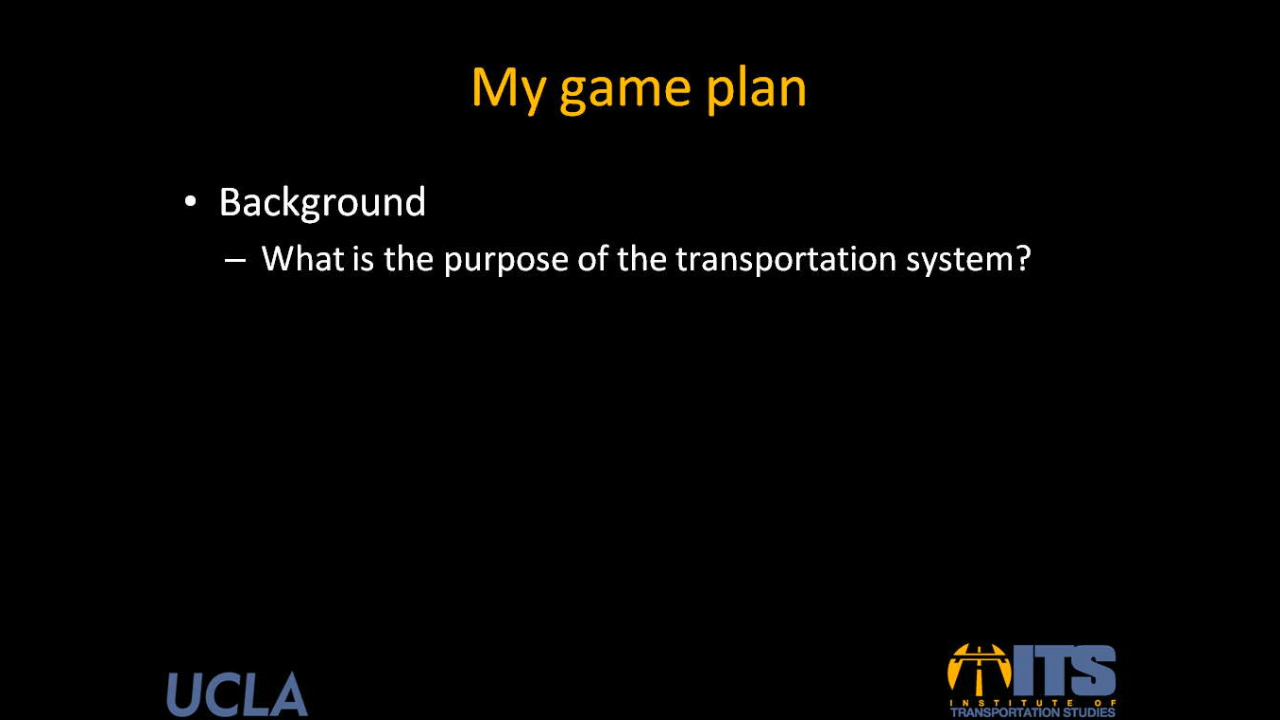 My game plan
• Background
– What is the purpose of the transportation system?
UCLA
ITS
INSTITUTE OF
TRANSPORTATION STUDIES